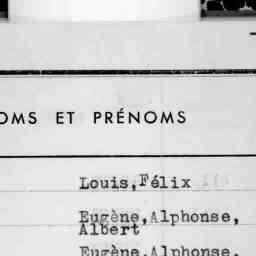 OMS ET PRÉNOMS
Louis,Félix
Eugène,Alphonse,
Albert
Eugène,Alphonse,